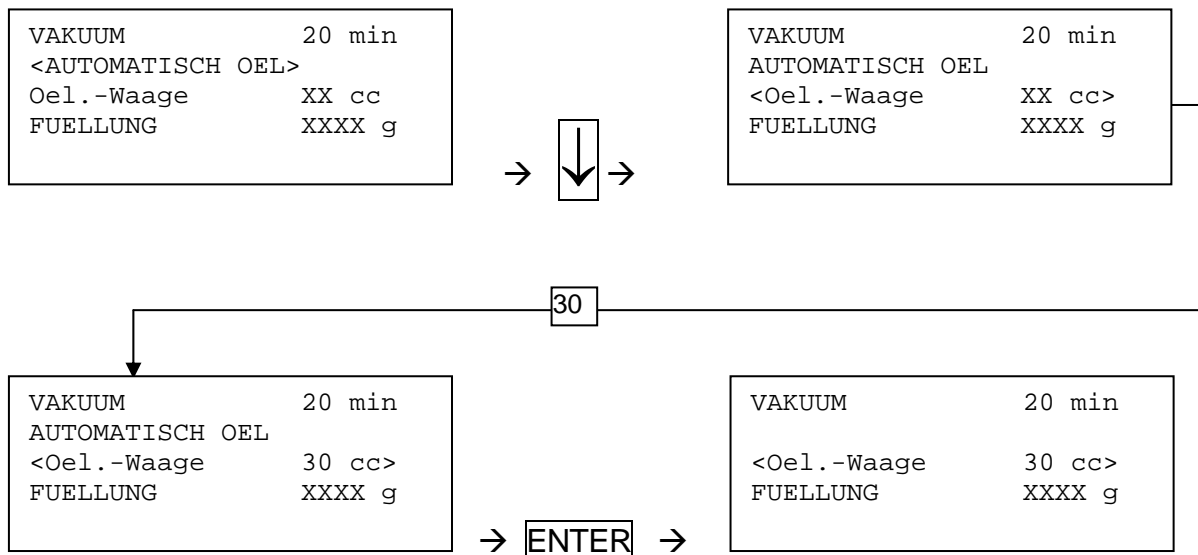 VAKUUM 20 min
<AUTOMATISCH OEL>
Oel.-Waage XX cc
FUELLUNG XXXX g
→ ↓ →
VAKUUM 20 min
AUTOMATISCH OEL
<Oel.-Waage XX cc>
FUELLUNG XXXX g
30
VAKUUM 20 min
AUTOMATISCH OEL
<Oel.-Waage 30 cc>
FUELLUNG XXXX g
→ ENTER →
VAKUUM 20 min
<Oel.-Waage 30 cc>
FUELLUNG XXXX g